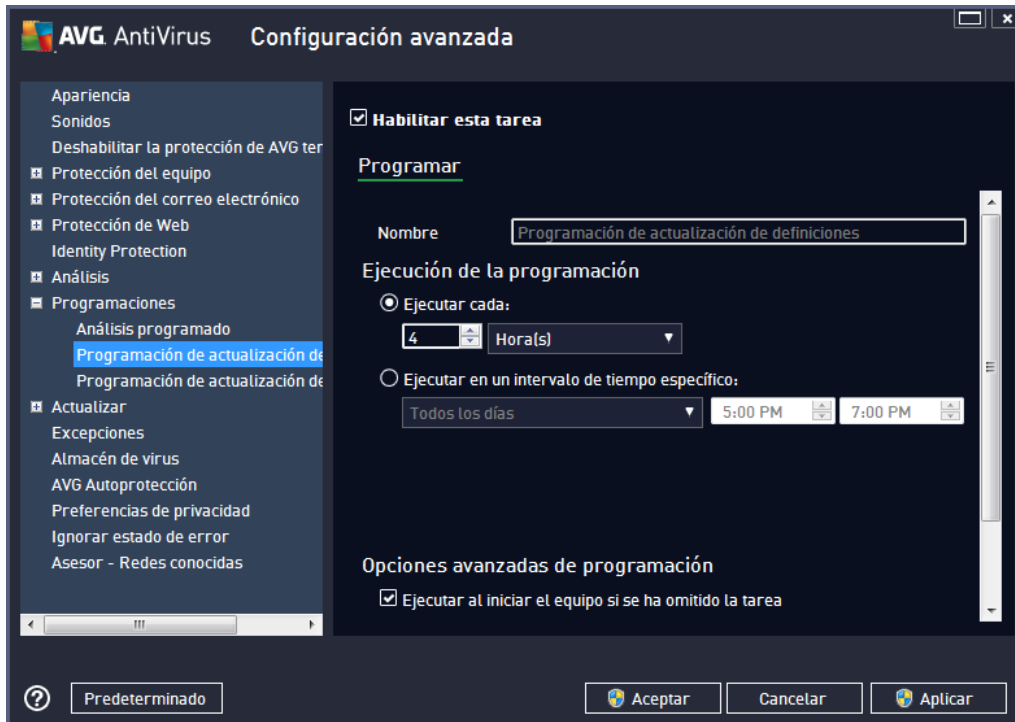 AVG. AntiVirus Configuración avanzada
Apariencia
Sonidos
Deshabilitar la protección de AVG ter
Protección del equipo
Protección del correo electrónico
Protección de Web
Identity Protection
Análisis
Programaciones
Análisis programado
Programación de actualización de
Programación de actualización de
Actualizar
Excepciones
Almacén de virus
AVG Autoprotección
Preferencias de privacidad
Ignorar estado de error
Asesor - Redes conocidas
Habilitar esta tarea
Programar
Nombre Programación de actualización de definiciones
Ejecución de la programación
Ejecutar cada:
4 Hora(s)
Ejecutar en un intervalo de tiempo específico:
Todos los días 5:00 PM 7:00 PM
Opciones avanzadas de programación
Ejecutar al iniciar el equipo si se ha omitido la tarea
? Predeterminado Aceptar Cancelar Aplicar